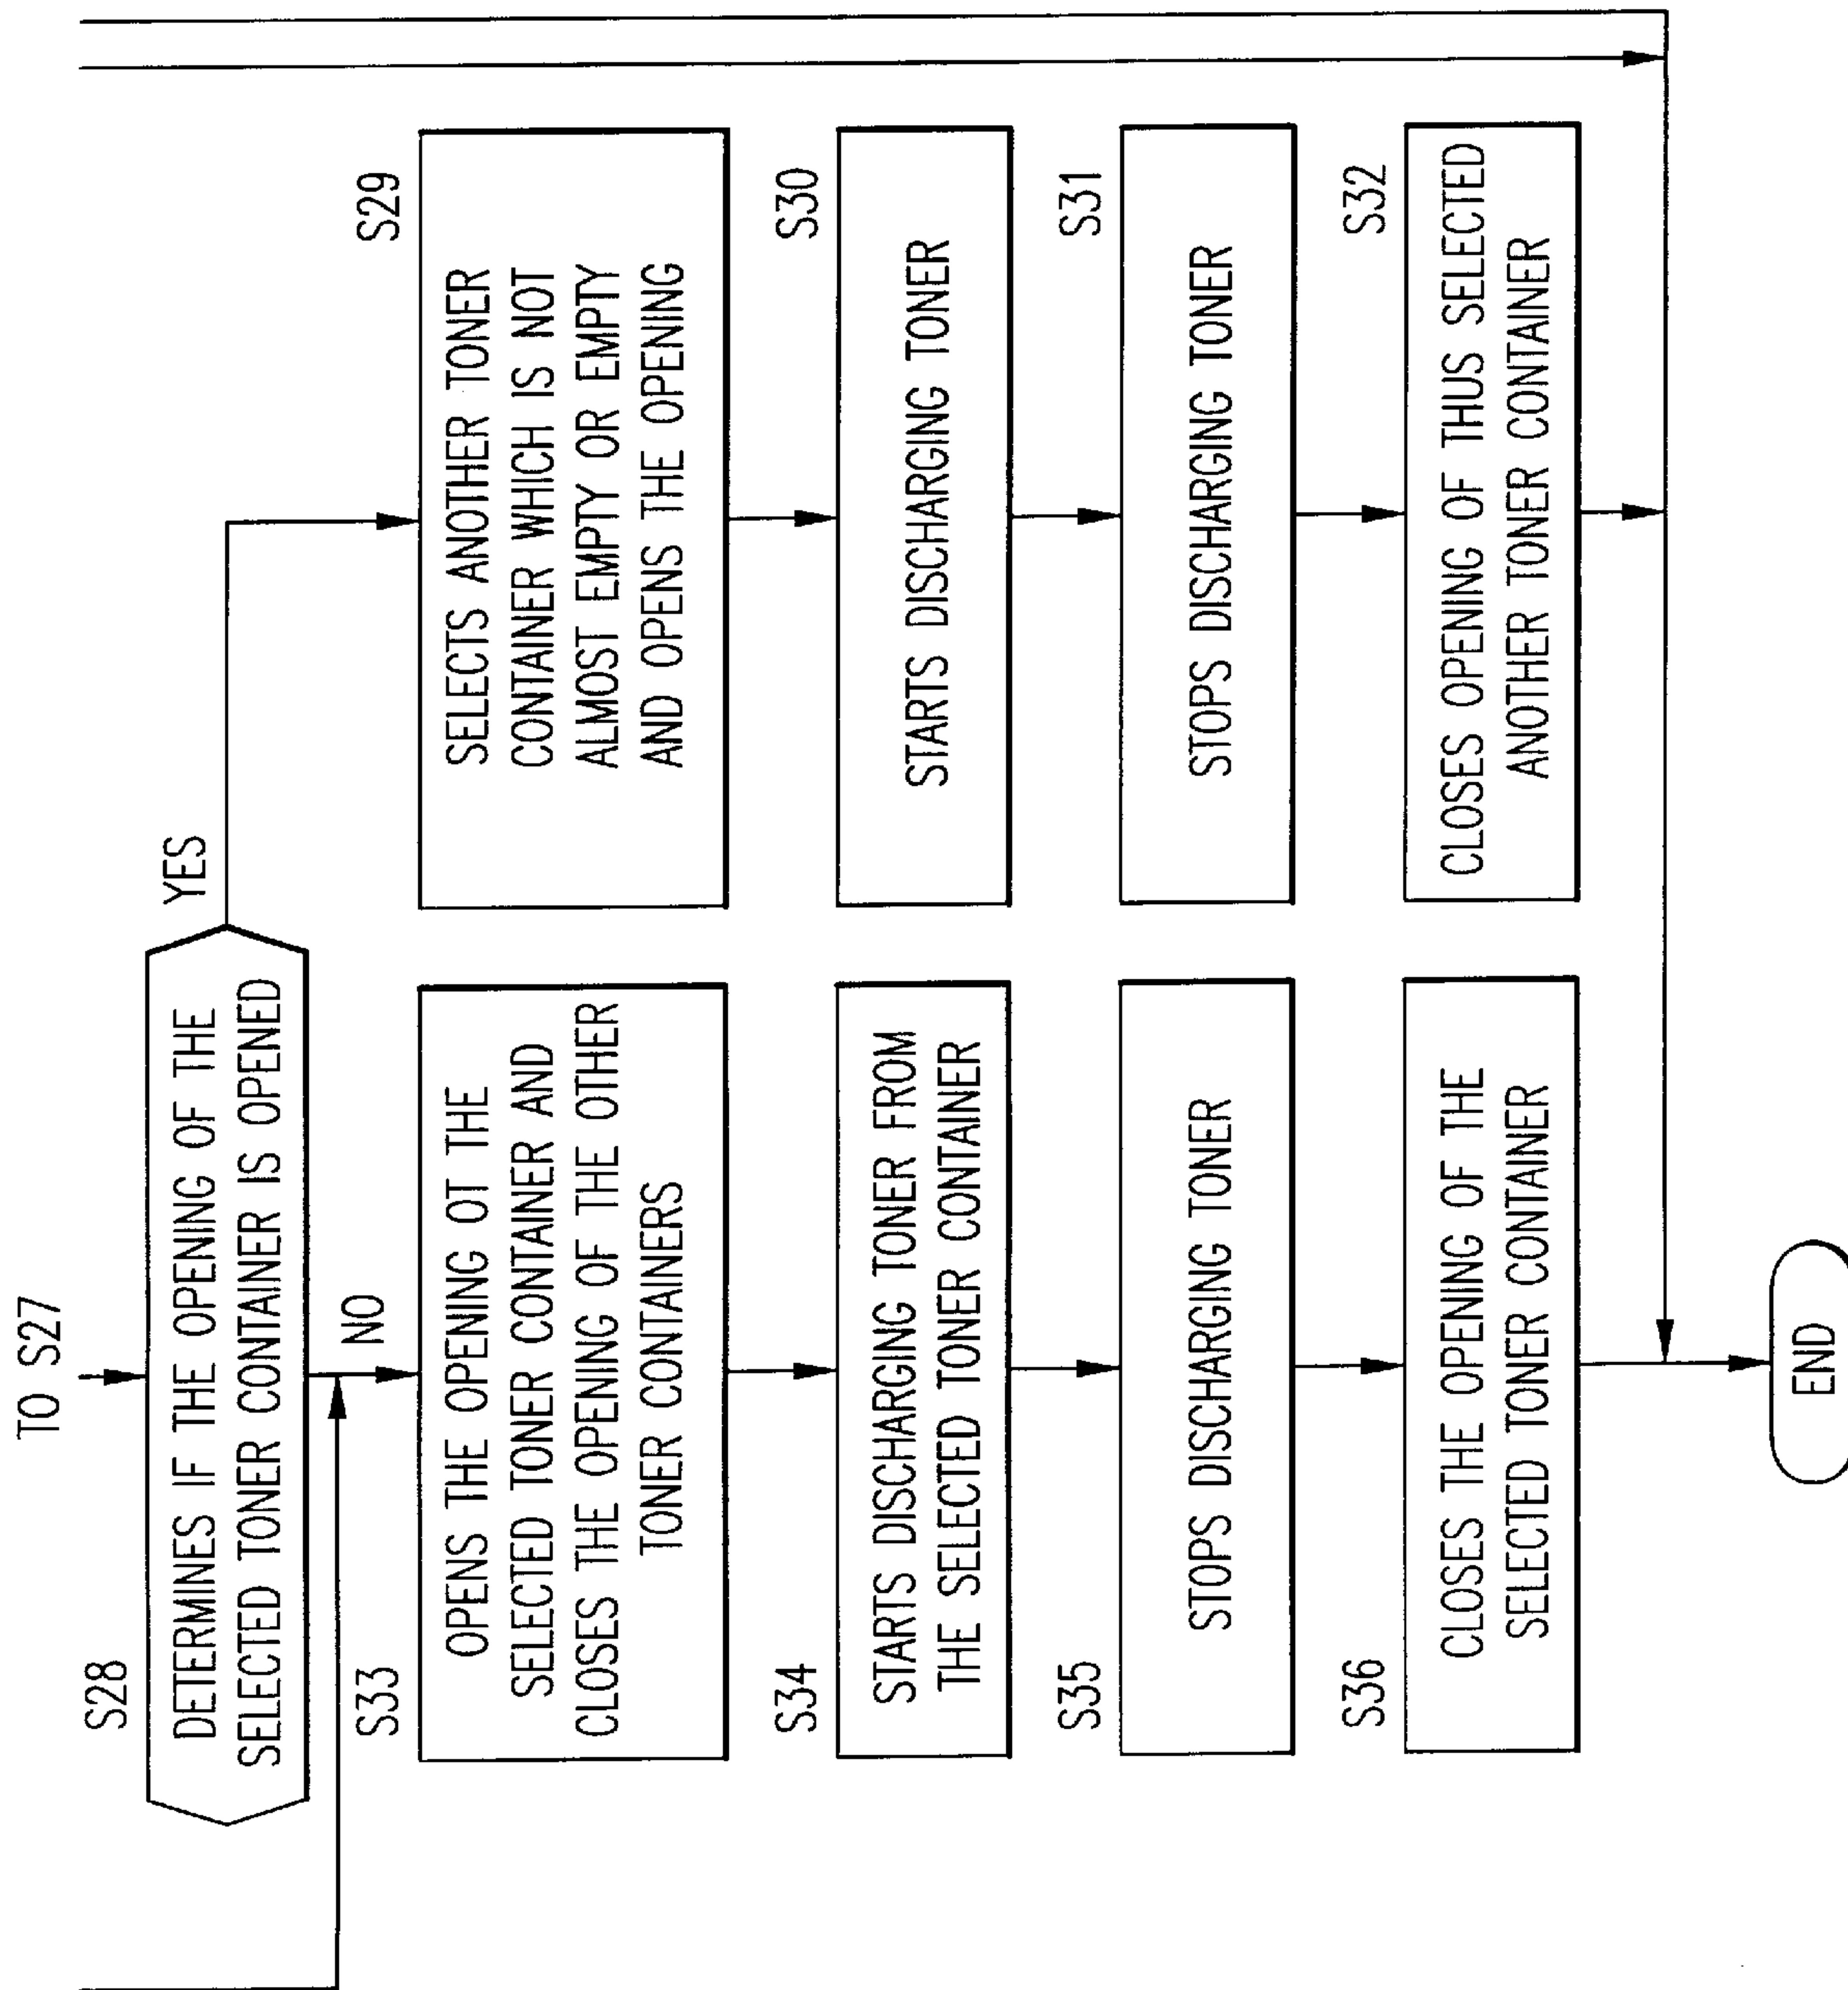 TO S27
S28
DETERMINES IF THE OPENING OF THE
SELECTED TONER CONTAINER IS OPENED
YES
NO
S29
SELECTS ANOTHER TONER
CONTAINER WHICH IS NOT
ALMOST EMPTY OR EMPTY
AND OPENS THE OPENING
S30
STARTS DISCHARGING TONER
S31
STOPS DISCHARGING TONER
S32
CLOSES OPENING OF THUS SELECTED
ANOTHER TONER CONTAINER
S33
OPENS THE OPENING OT THE
SELECTED TONER CONTAINER AND
CLOSES THE OPENING OF THE OTHER
TONER CONTAINERS
S34
STARTS DISCHARGING TONER FROM
THE SELECTED TONER CONTAINER
S35
STOPS DISCHARGING TONER
S36
CLOSES THE OPENING OF THE
SELECTED TONER CONTAINER
END